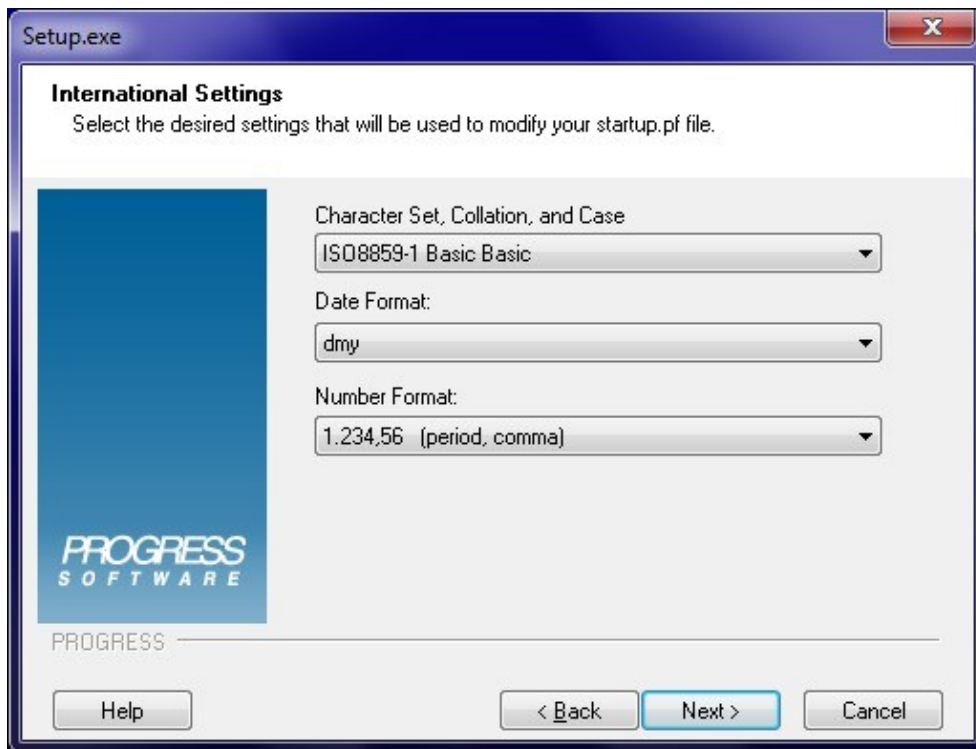 Setup.exe
International Settings
Select the desired settings that will be used to modify your startup.pf file.
Character Set, Collation, and Case
ISO8859-1 Basic Basic
Date Format:
dmy
Number Format:
1.234,56 (period, comma)
PROGRESS
SOFTWARE
PROGRESS
Help
< Back
Next >
Cancel